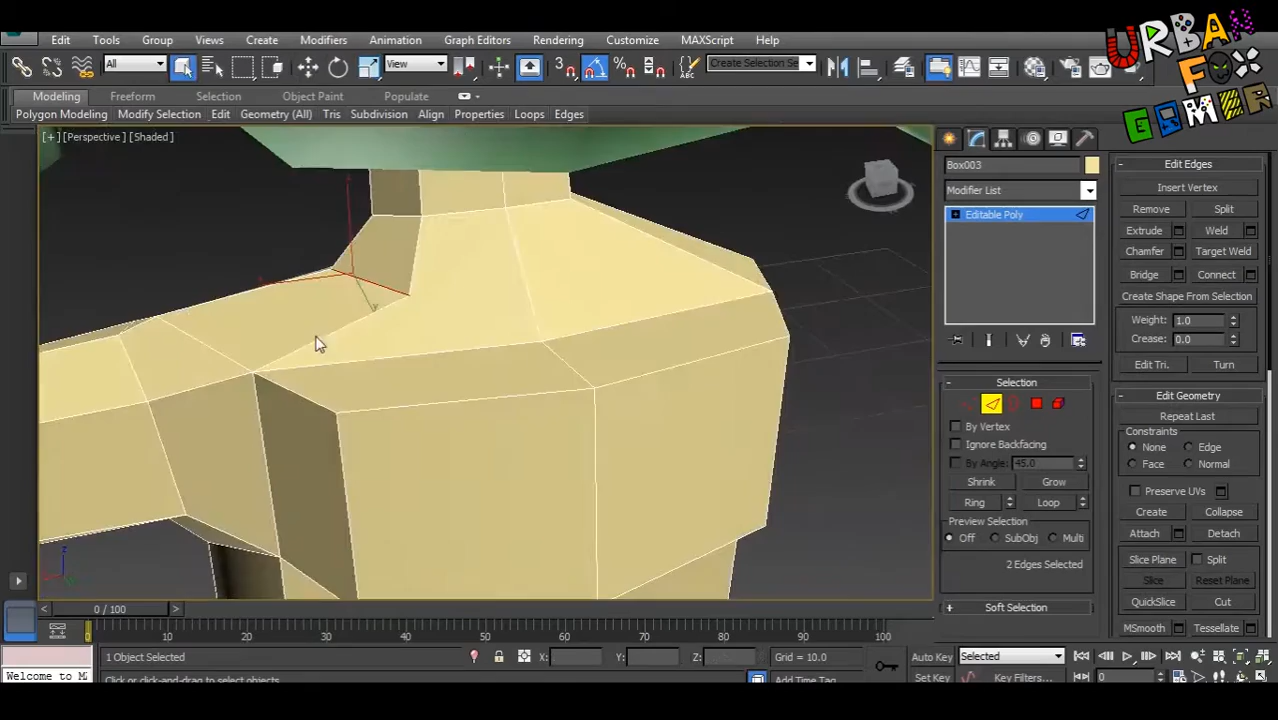 URBAN
FOX
GEMER
Edit Tools Group Views Create Modifiers Animation Graph Editors Rendering Customize MAXScript Help
All View 3 Create Selection Se
Modeling Freeform Selection Object Paint Populate
Polygon Modeling Modify Selection Edit Geometry (All) Tris Subdivision Align Properties Loops Edges
[+] [Perspective] [Shaded]
Box003
Modifier List
Editable Poly
Selection
By Vertex
Ignore Backfacing
By Angle: 45.0
Shrink Grow
Ring Loop
Preview Selection
Off SubObj Multi
2 Edges Selected
Soft Selection
Edit Edges
Insert Vertex
Remove Split
Extrude Weld
Chamfer Target Weld
Bridge Connect
Create Shape From Selection
Weight: 1.0
Crease: 0.0
Edit Tri. Turn
Edit Geometry
Repeat Last
Constraints
None Edge
Face Normal
Preserve UVs
Create Collapse
Attach Detach
Slice Plane Split
Slice Reset Plane
QuickSlice Cut
MSmooth Tessellate
z
0 / 100
0 10 20 30 40 50 60 70 80 90 100
1 Object Selected X: Y: Z: Grid = 10.0 Auto Key Selected
Welcome to M Click or click-and-drag to select objects Add Time Tag Set Key Key Filters... 0